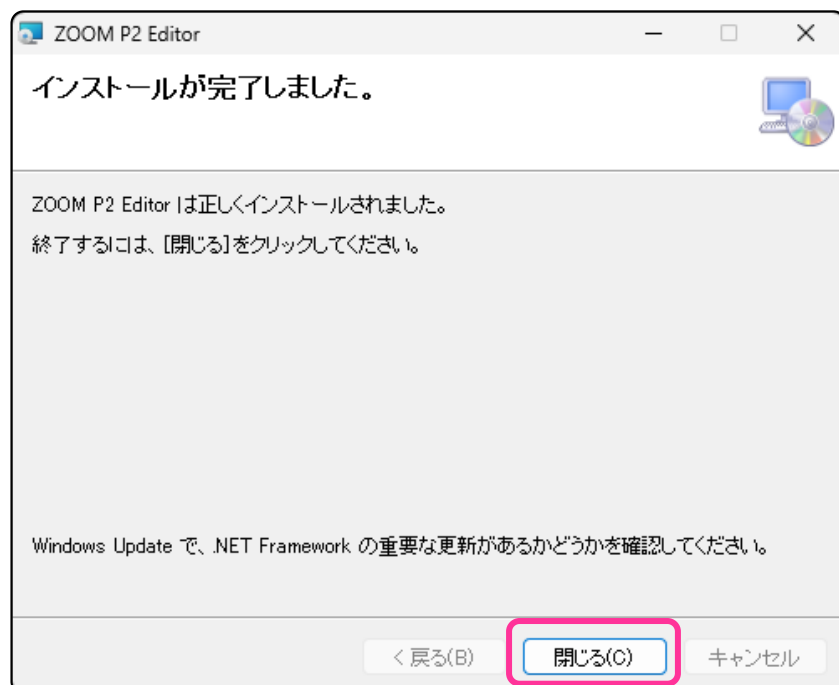 ZOOM P2 Editor
インストールが完了しました。
ZOOM P2 Editor は正しくインストールされました。
終了するには、[閉じる]をクリックしてください。
Windows Update で、.NET Framework の重要な更新があるかどうかを確認してください。
< 戻る(B)
閉じる(C)
キャンセル